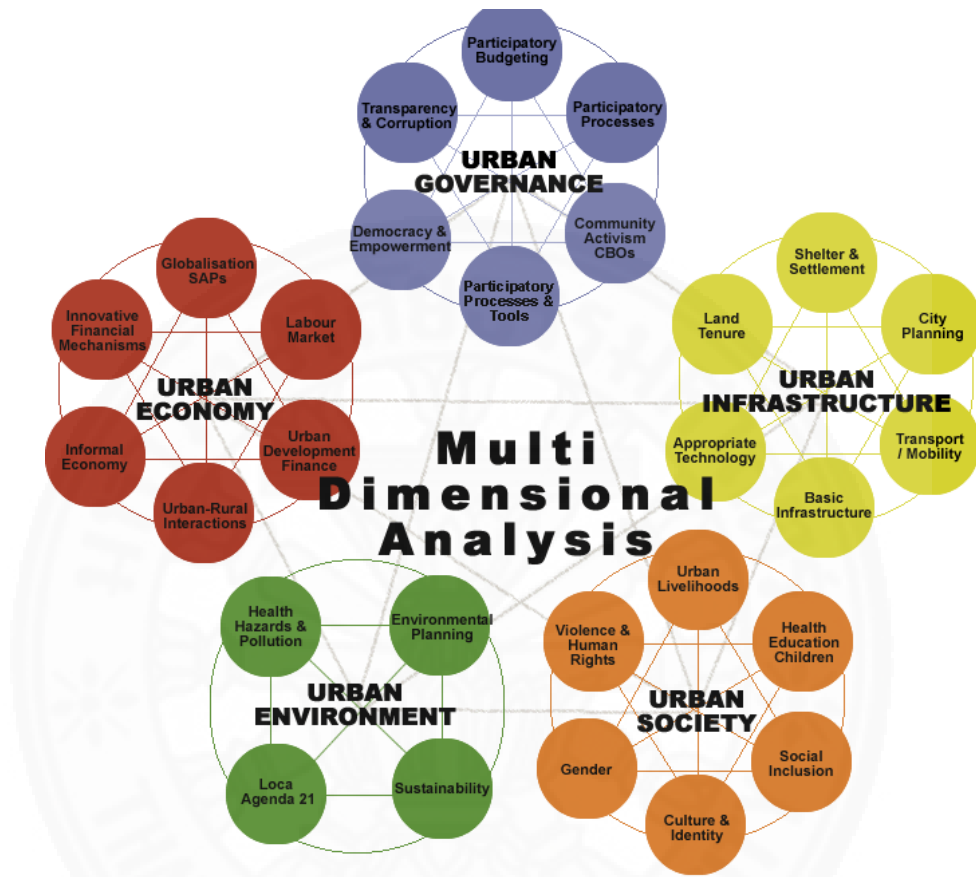 Participatory
Budgeting
Transparency
& Corruption
Participatory
Processes
URBAN
GOVERNANCE
Democracy &
Empowerment
Community
Activism
CBOs
Participatory
Processes &
Tools
Globalisation
SAPs
Innovative
Financial
Mechanisms
Labour
Market
URBAN
ECONOMY
Informal
Economy
Urban
Development
Finance
Urban-Rural
Interactions
Shelter &
Settlement
Land
Tenure
City
Planning
URBAN
INFRASTRUCTURE
Appropriate
Technology
Transport
/ Mobility
Basic
Infrastructure
Multi
Dimensional
Analysis
Health
Hazards &
Pollution
Environmental
Planning
URBAN
ENVIRONMENT
Loca
Agenda 21
Sustainability
Urban
Livelihoods
Violence &
Human
Rights
Health
Education
Children
URBAN
SOCIETY
Gender
Social
Inclusion
Culture &
Identity